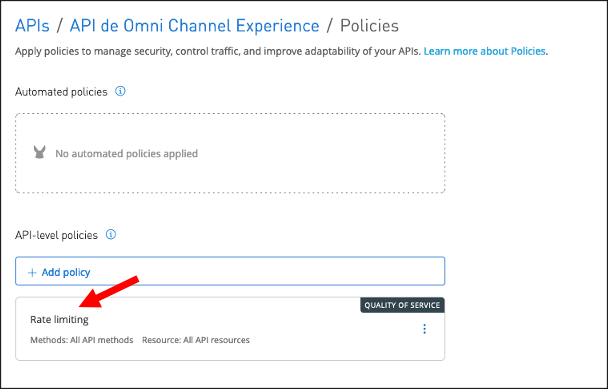 APIs / API de Omni Channel Experience / Policies
Apply policies to manage security, control traffic, and improve adaptability of your APIs. Learn more about Policies.
Automated policies
No automated policies applied
API-level policies
+ Add policy
QUALITY OF SERVICE
Rate limiting
Methods: All API methods Resource: All API resources